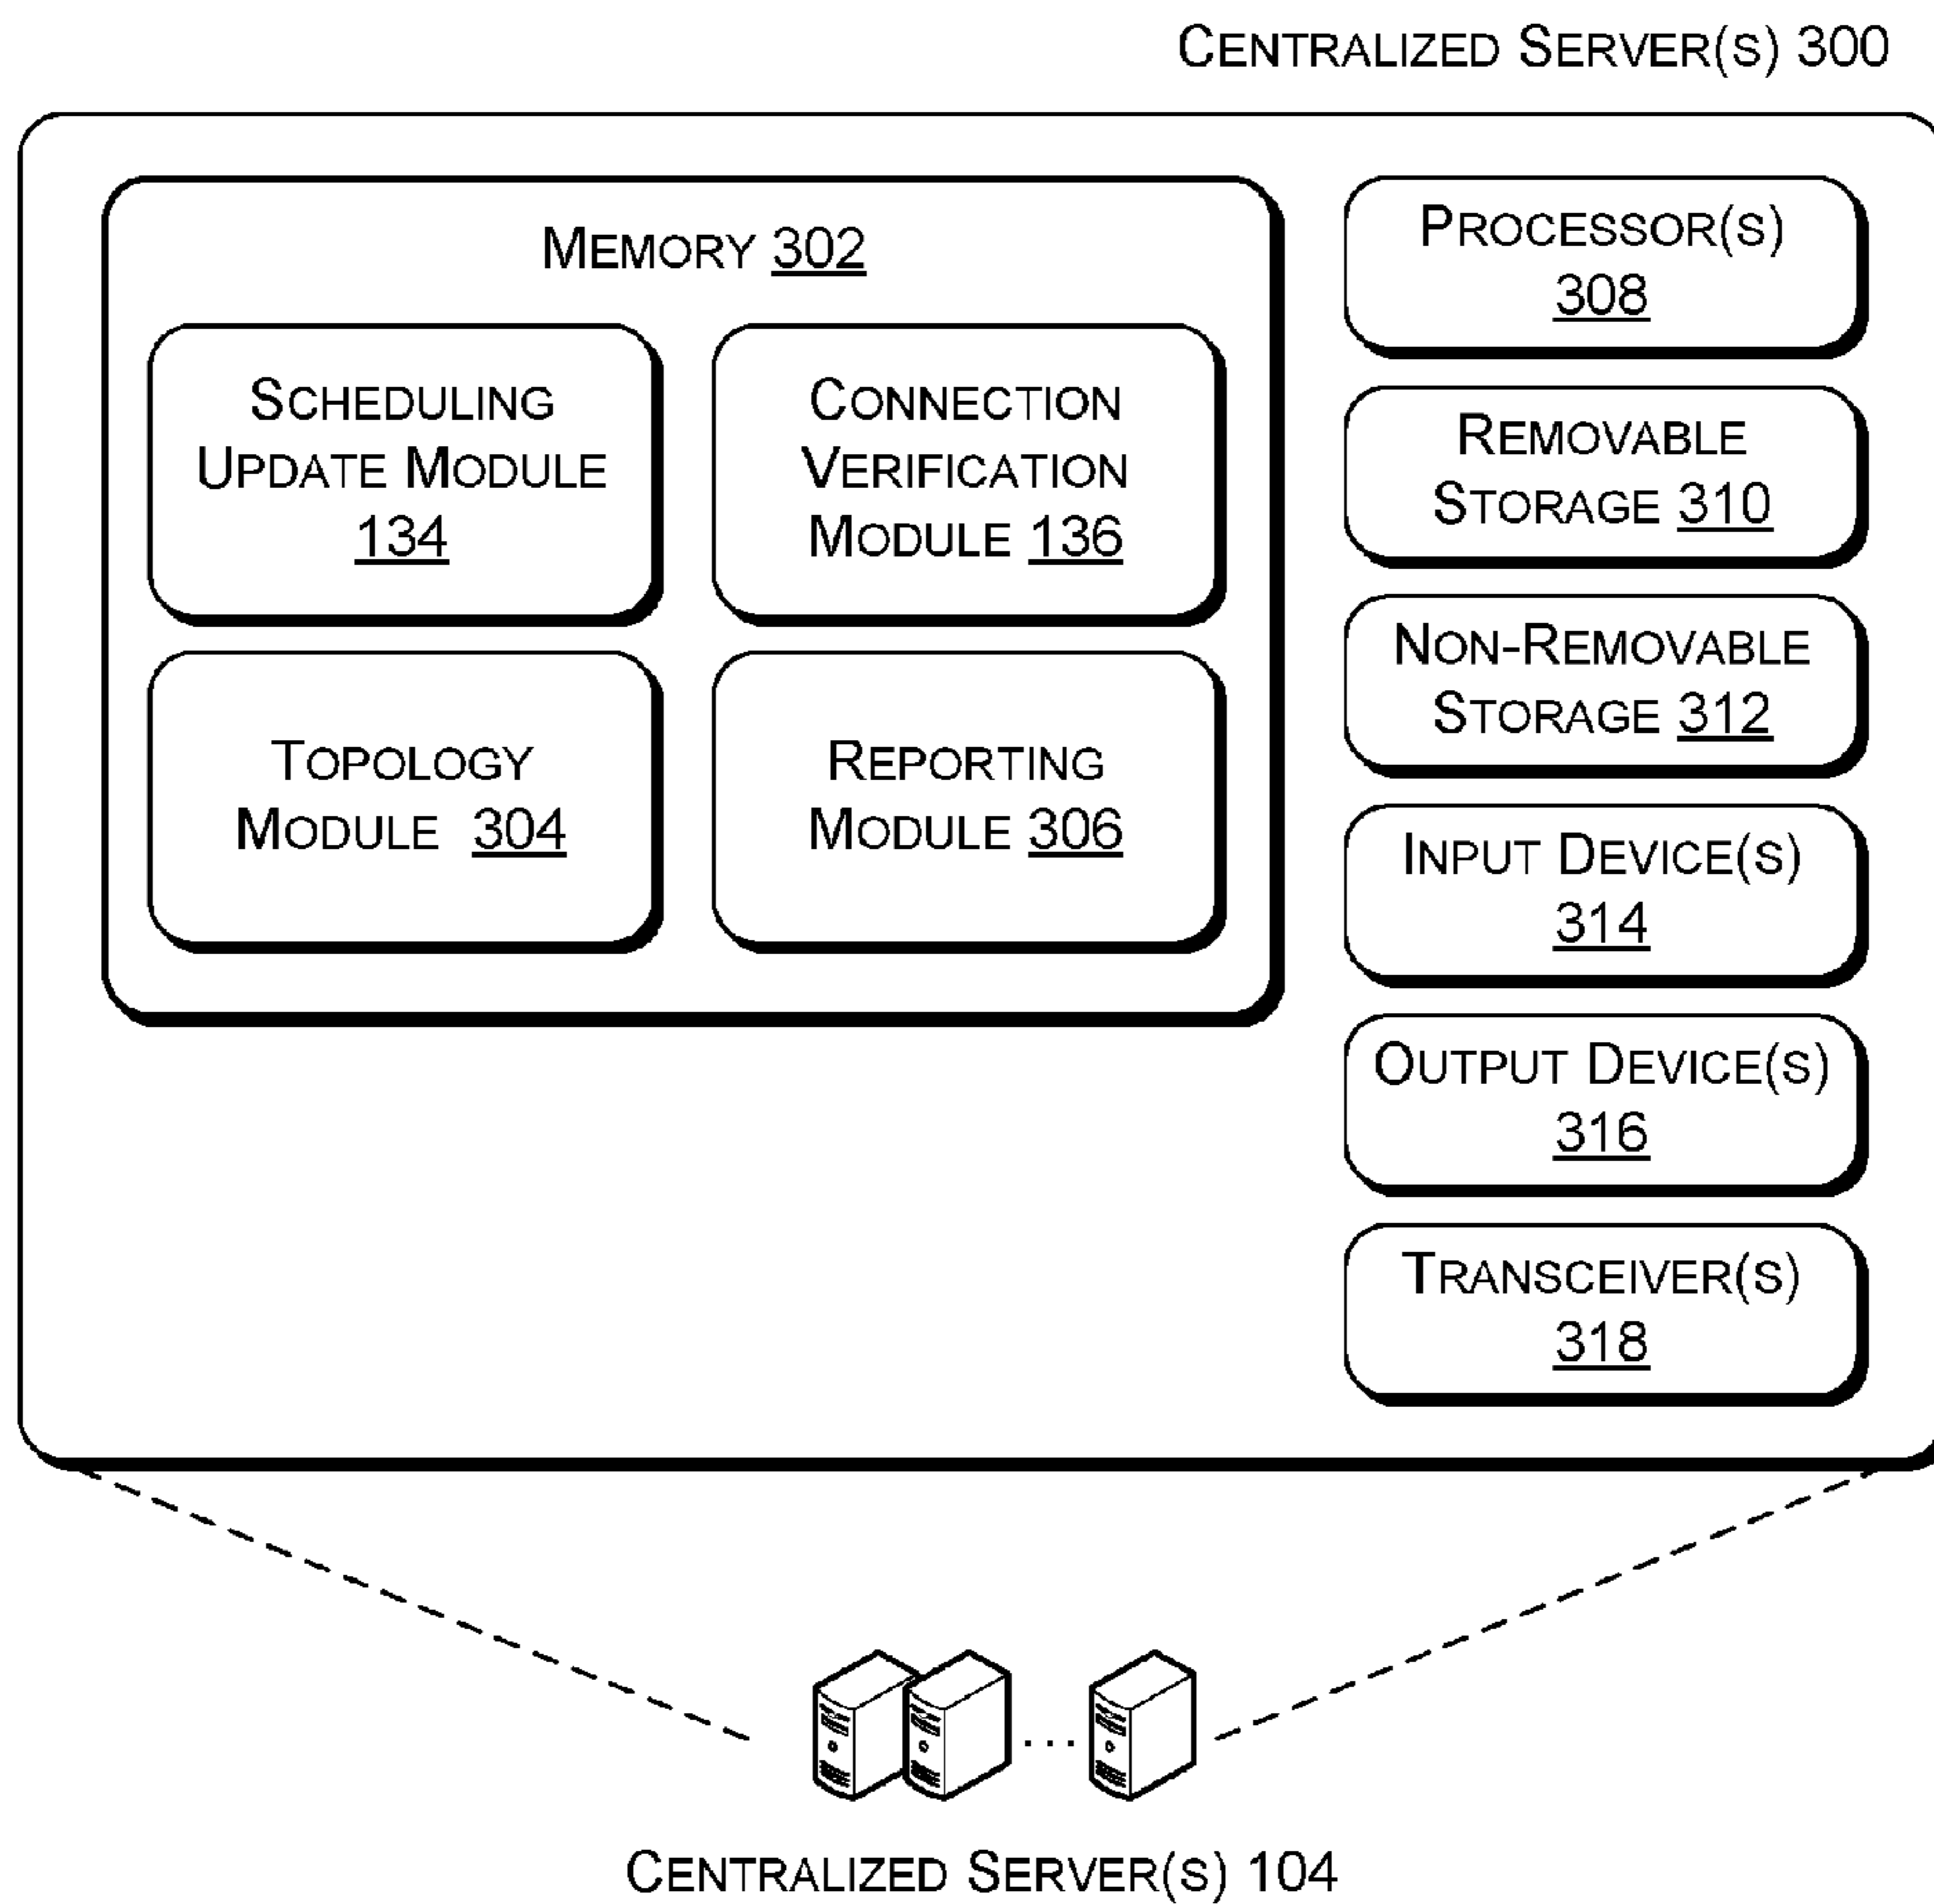 CENTRALIZED SERVER(S) 300
MEMORY 302
SCHEDULING
UPDATE MODULE
134
CONNECTION
VERIFICATION
MODULE 136
TOPOLOGY
MODULE 304
REPORTING
MODULE 306
PROCESSOR(S)
308
REMOVABLE
STORAGE 310
NON-REMOVABLE
STORAGE 312
INPUT DEVICE(S)
314
OUTPUT DEVICE(S)
316
TRANSCEIVER(S)
318
...
CENTRALIZED SERVER(S) 104